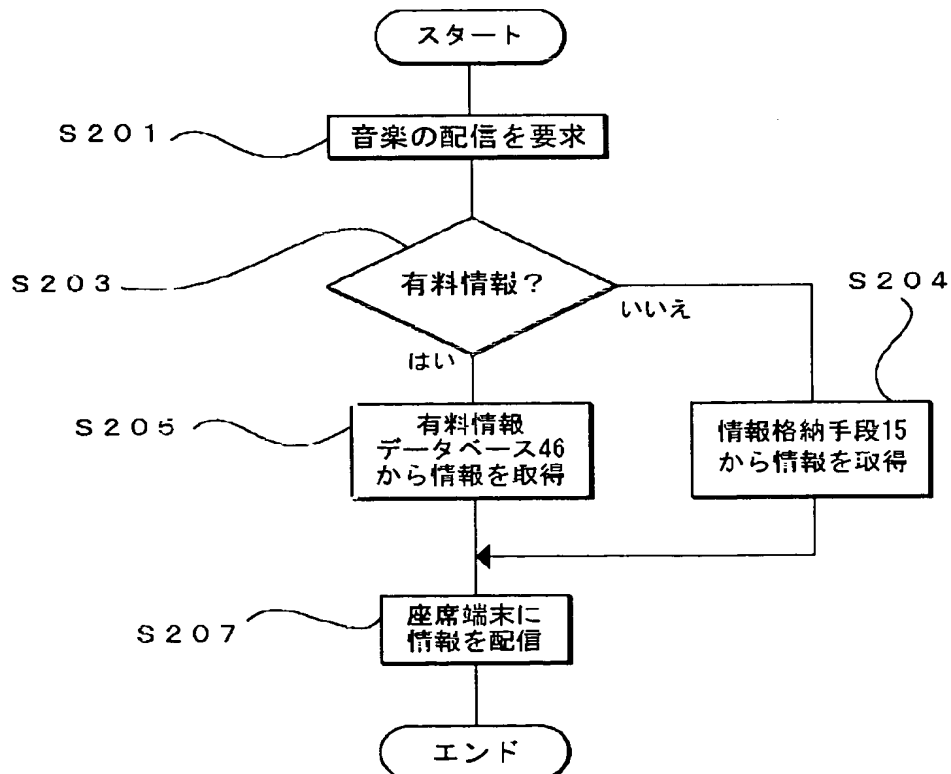 スタート
S201
音楽の配信を要求
S203
有料情報?
いいえ
S204
はい
S205
有料情報
データベース46
から情報を取得
情報格納手段15
から情報を取得
S207
座席端末に
情報を配信
エンド